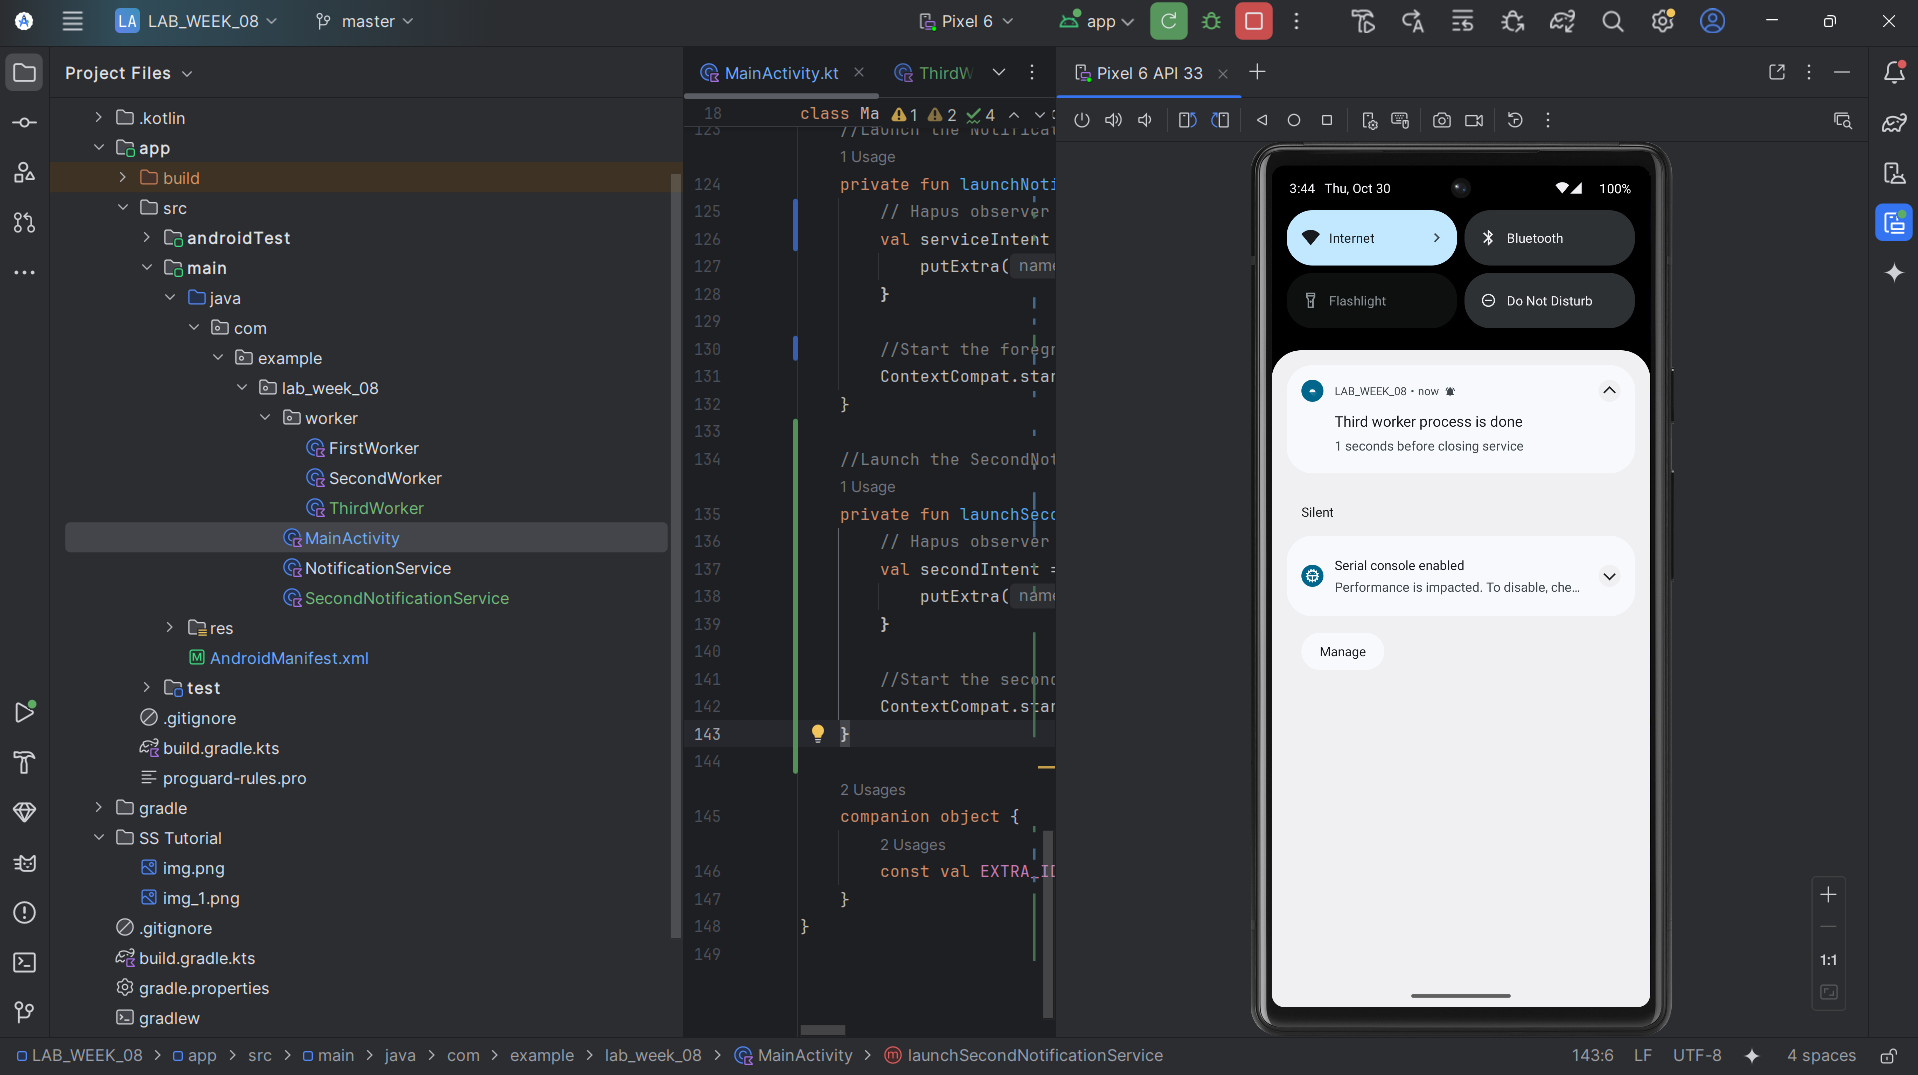 LA LAB_WEEK_08 master Pixel 6 app
Project Files
.kotlin
app
build
src
androidTest
main
java
com
example
lab_week_08
worker
FirstWorker
SecondWorker
ThirdWorker
MainActivity
NotificationService
SecondNotificationService
res
AndroidManifest.xml
test
.gitignore
build.gradle.kts
proguard-rules.pro
gradle
SS Tutorial
img.png
img_1.png
.gitignore
build.gradle.kts
gradle.properties
gradlew
MainActivity.kt ThirdW
18 class Ma 1 2 4
123 //Launch the Notificat
1 Usage
124 private fun launchNoti
125 // Hapus observer
126 val serviceIntent
127 putExtra( name
128 }
129
130 //Start the foregr
131 ContextCompat.star
132 }
133
134 //Launch the SecondNot
1 Usage
135 private fun launchSeco
136 // Hapus observer
137 val secondIntent =
138 putExtra( name
139 }
140
141 //Start the second
142 ContextCompat.star
143 }
144
2 Usages
145 companion object {
2 Usages
146 const val EXTRA_ID
147 }
148 }
149
Pixel 6 API 33
3:44 Thu, Oct 30 100%
Internet Bluetooth
Flashlight Do Not Disturb
LAB_WEEK_08 • now
Third worker process is done
1 seconds before closing service
Silent
Serial console enabled
Performance is impacted. To disable, che...
Manage
1:1
LAB_WEEK_08 > app > src > main > java > com > example > lab_week_08 > MainActivity > launchSecondNotificationService
143:6 LF UTF-8 4 spaces